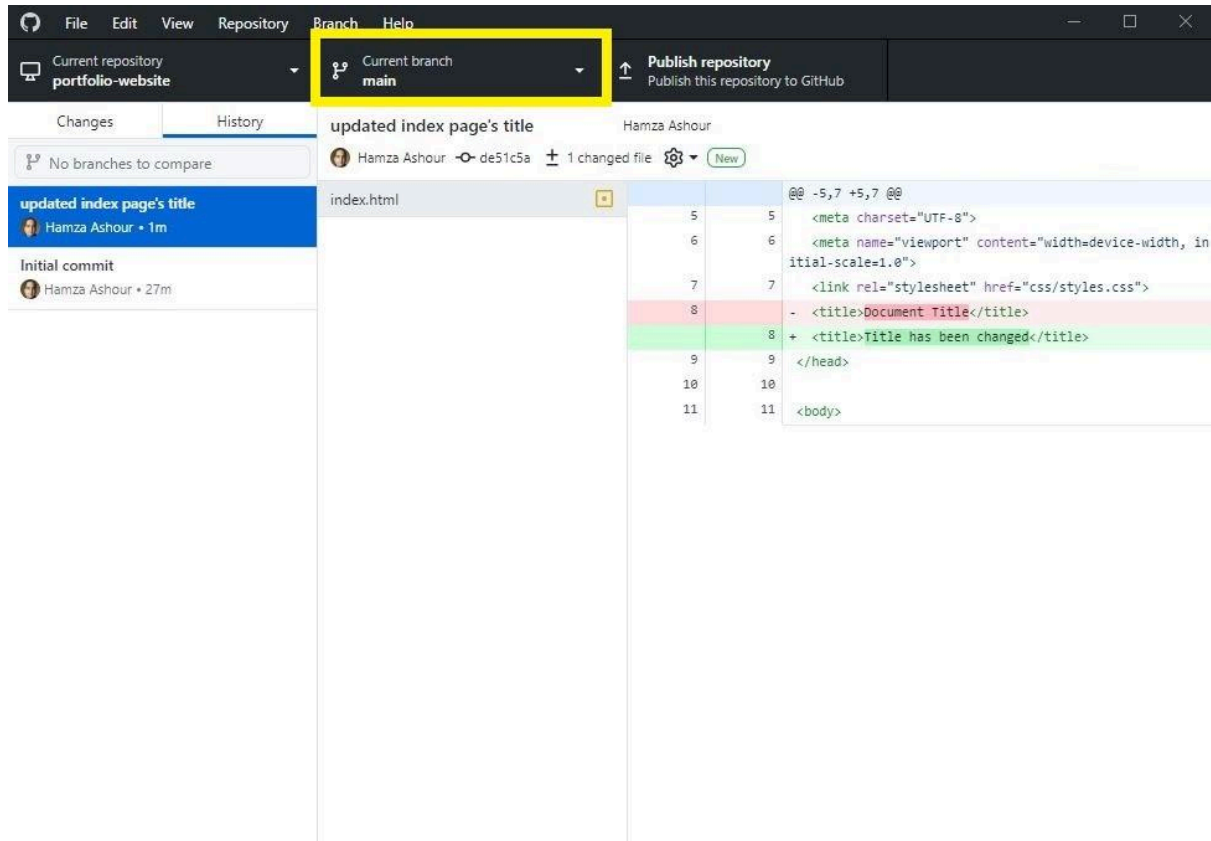 File Edit View Repository Branch Help
Current repository
portfolio-website
Current branch
main
Publish repository
Publish this repository to GitHub
Changes History
No branches to compare
updated index page's title
Hamza Ashour • 1m
Initial commit
Hamza Ashour • 27m
updated index page's title Hamza Ashour
Hamza Ashour de51c5a 1 changed file New
index.html
@@ -5,7 +5,7 @@
5 5 <meta charset="UTF-8">
6 6 <meta name="viewport" content="width=device-width, in
itial-scale=1.0">
7 7 <link rel="stylesheet" href="css/styles.css">
8 - <title>Document Title</title>
8 + <title>Title has been changed</title>
9 9 </head>
10 10
11 11 <body>